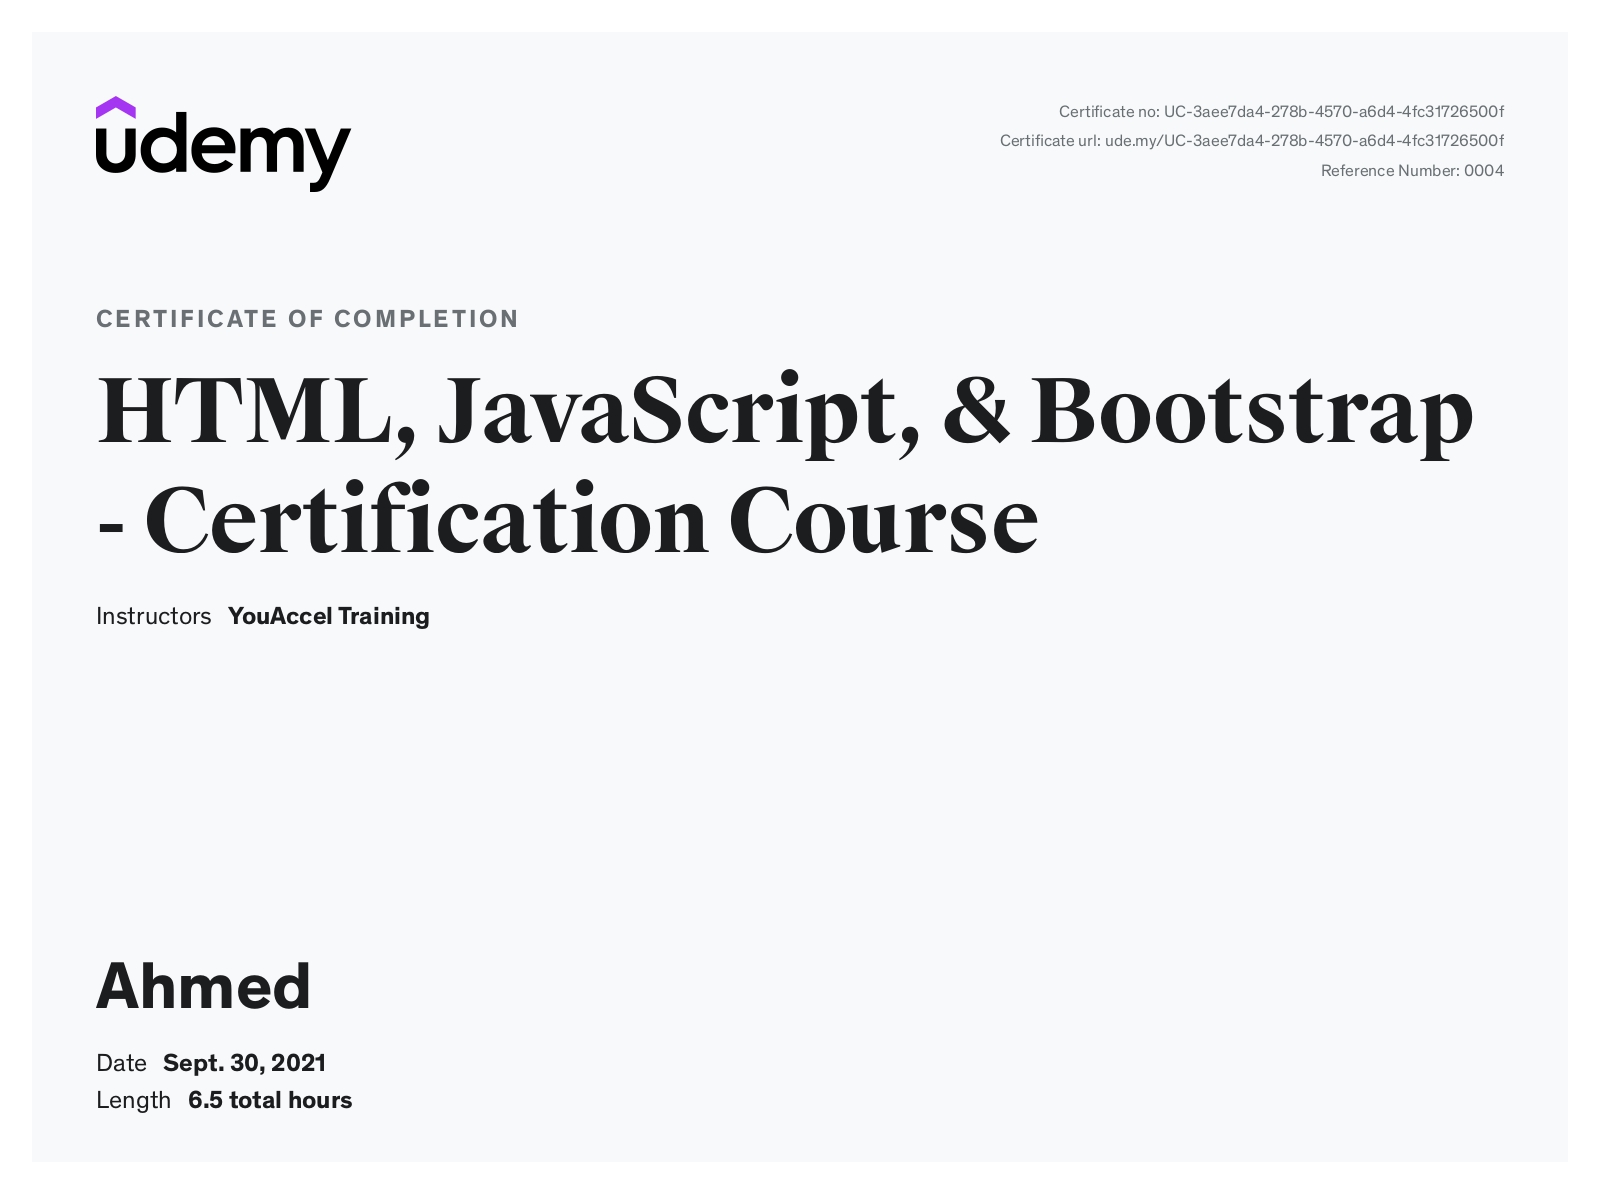 udemy
Certificate no: UC-3aee7da4-278b-4570-a6d4-4fc31726500f
Certificate url: ude.my/UC-3aee7da4-278b-4570-a6d4-4fc31726500f
Reference Number: 0004
CERTIFICATE OF COMPLETION
HTML, JavaScript, & Bootstrap
- Certification Course
Instructors YouAccel Training
Ahmed
Date Sept. 30, 2021
Length 6.5 total hours